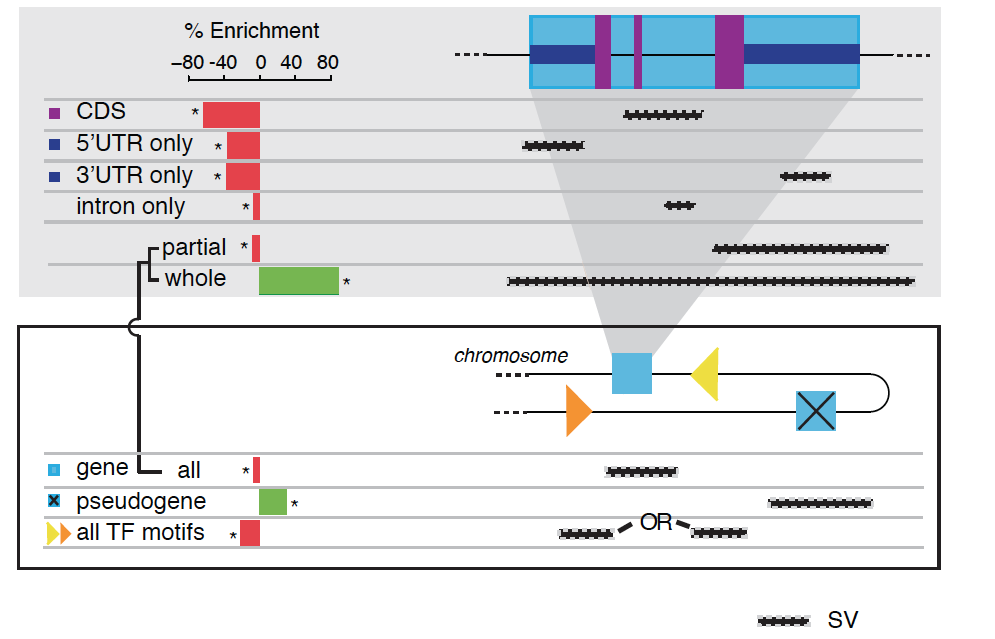 % Enrichment
–80 -40 0 40 80
CDS *
5'UTR only *
3'UTR only *
intron only *
partial *
whole *
chromosome
gene all *
pseudogene *
all TF motifs * OR
SV